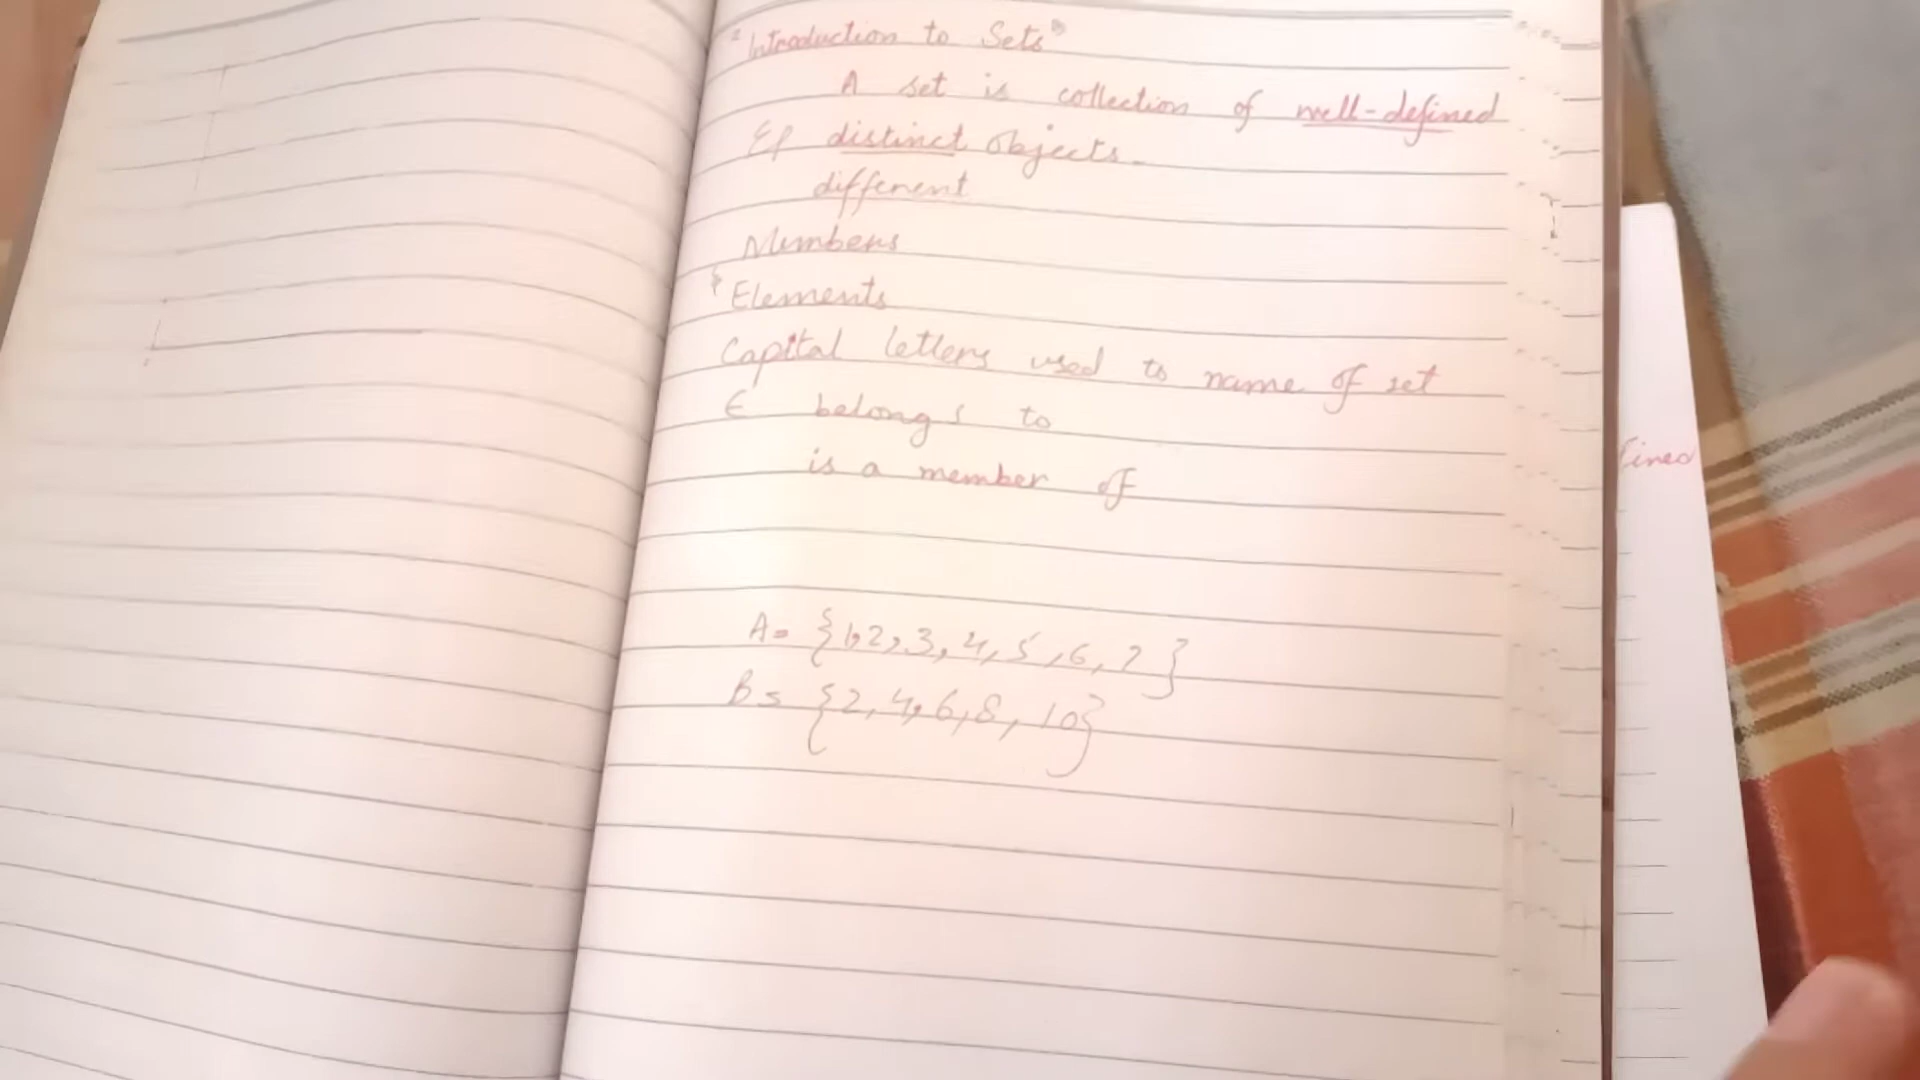 "Introduction to Sets"
A set is collection of well-defined
& distinct objects.
different
Members
Elements
Capital letters used to name of set
∈ belongs to
is a member of
A= {1,2,3,4,5,6,7}
B= {2,4,6,8,10}
fined